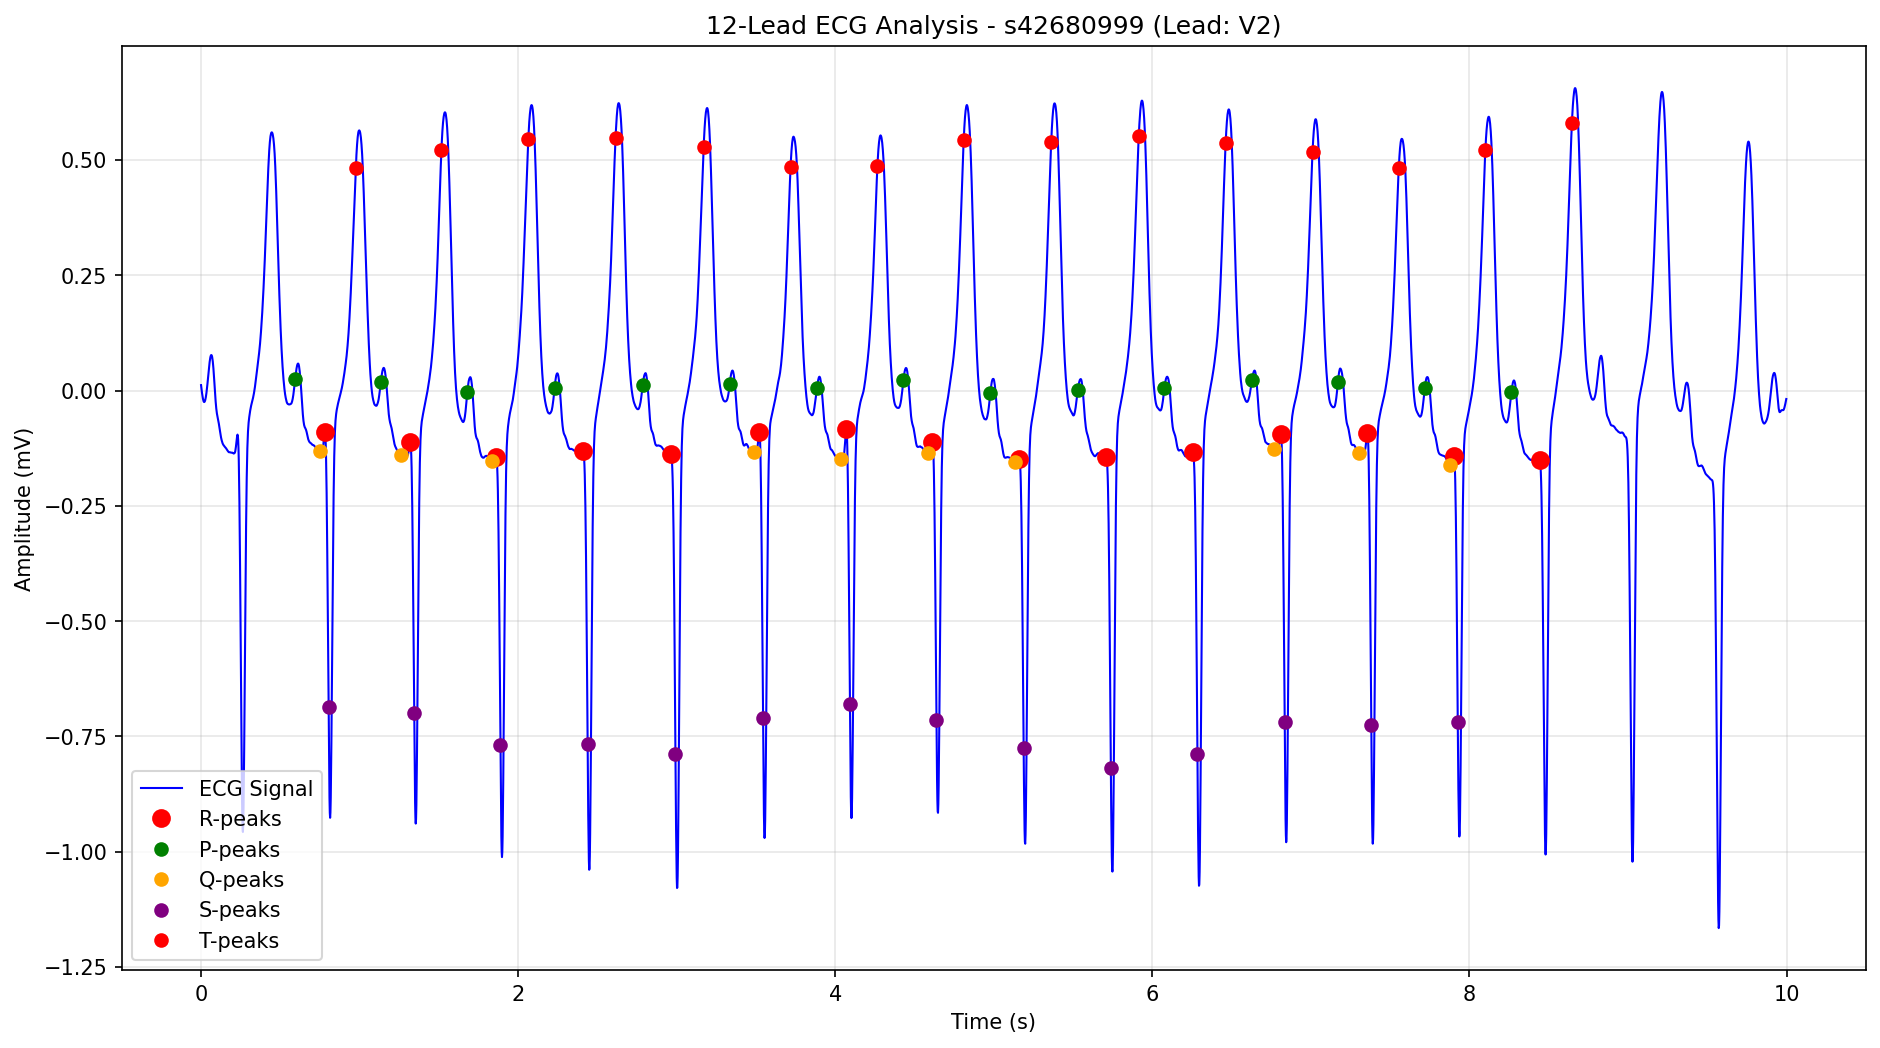 12-Lead ECG Analysis - s42680999 (Lead: V2)
Amplitude (mV)
0.50
0.25
0.00
−0.25
−0.50
−0.75
−1.00
−1.25
ECG Signal
R-peaks
P-peaks
Q-peaks
S-peaks
T-peaks
0 2 4 6 8 10
Time (s)